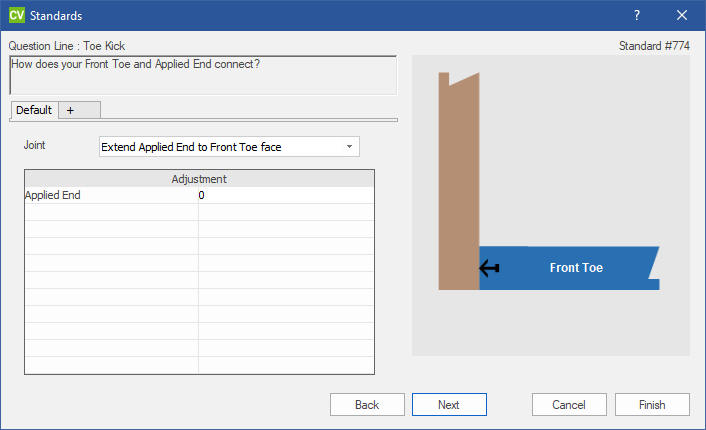 CV Standards ?
Question Line : Toe Kick
Standard #774
How does your Front Toe and Applied End connect?
Default +
Joint
Extend Applied End to Front Toe face
Adjustment
Applied End 0
Front Toe
Back Next Cancel Finish